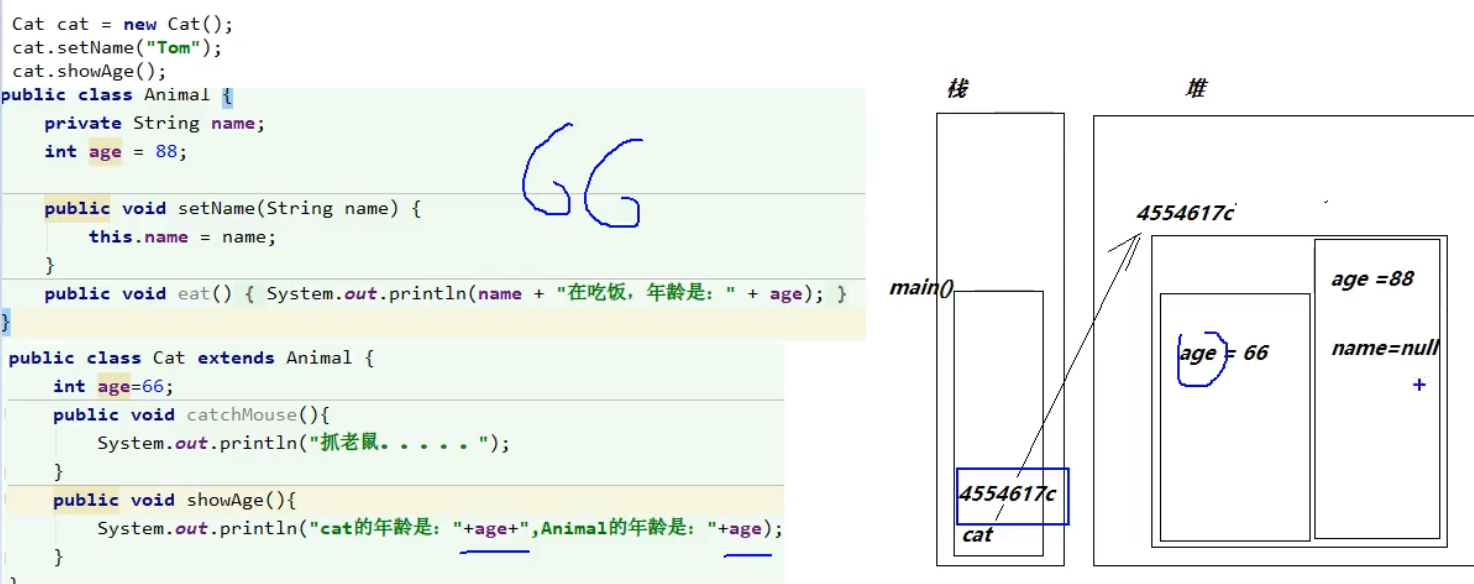 Cat cat = new Cat();
cat.setName("Tom");
cat.showAge();
public class Animal {
private String name;
int age = 88;
public void setName(String name) {
this.name = name;
}
public void eat() { System.out.println(name + "在吃饭，年龄是：" + age); }
}
public class Cat extends Animal {
int age=66;
public void catchMouse(){
System.out.println("抓老鼠．．．．．");
}
public void showAge(){
System.out.println("cat的年龄是："+age+",Animal的年龄是："+age);
}
66
栈
堆
4554617c
main()
age =88
age = 66
name=null
4554617c
cat